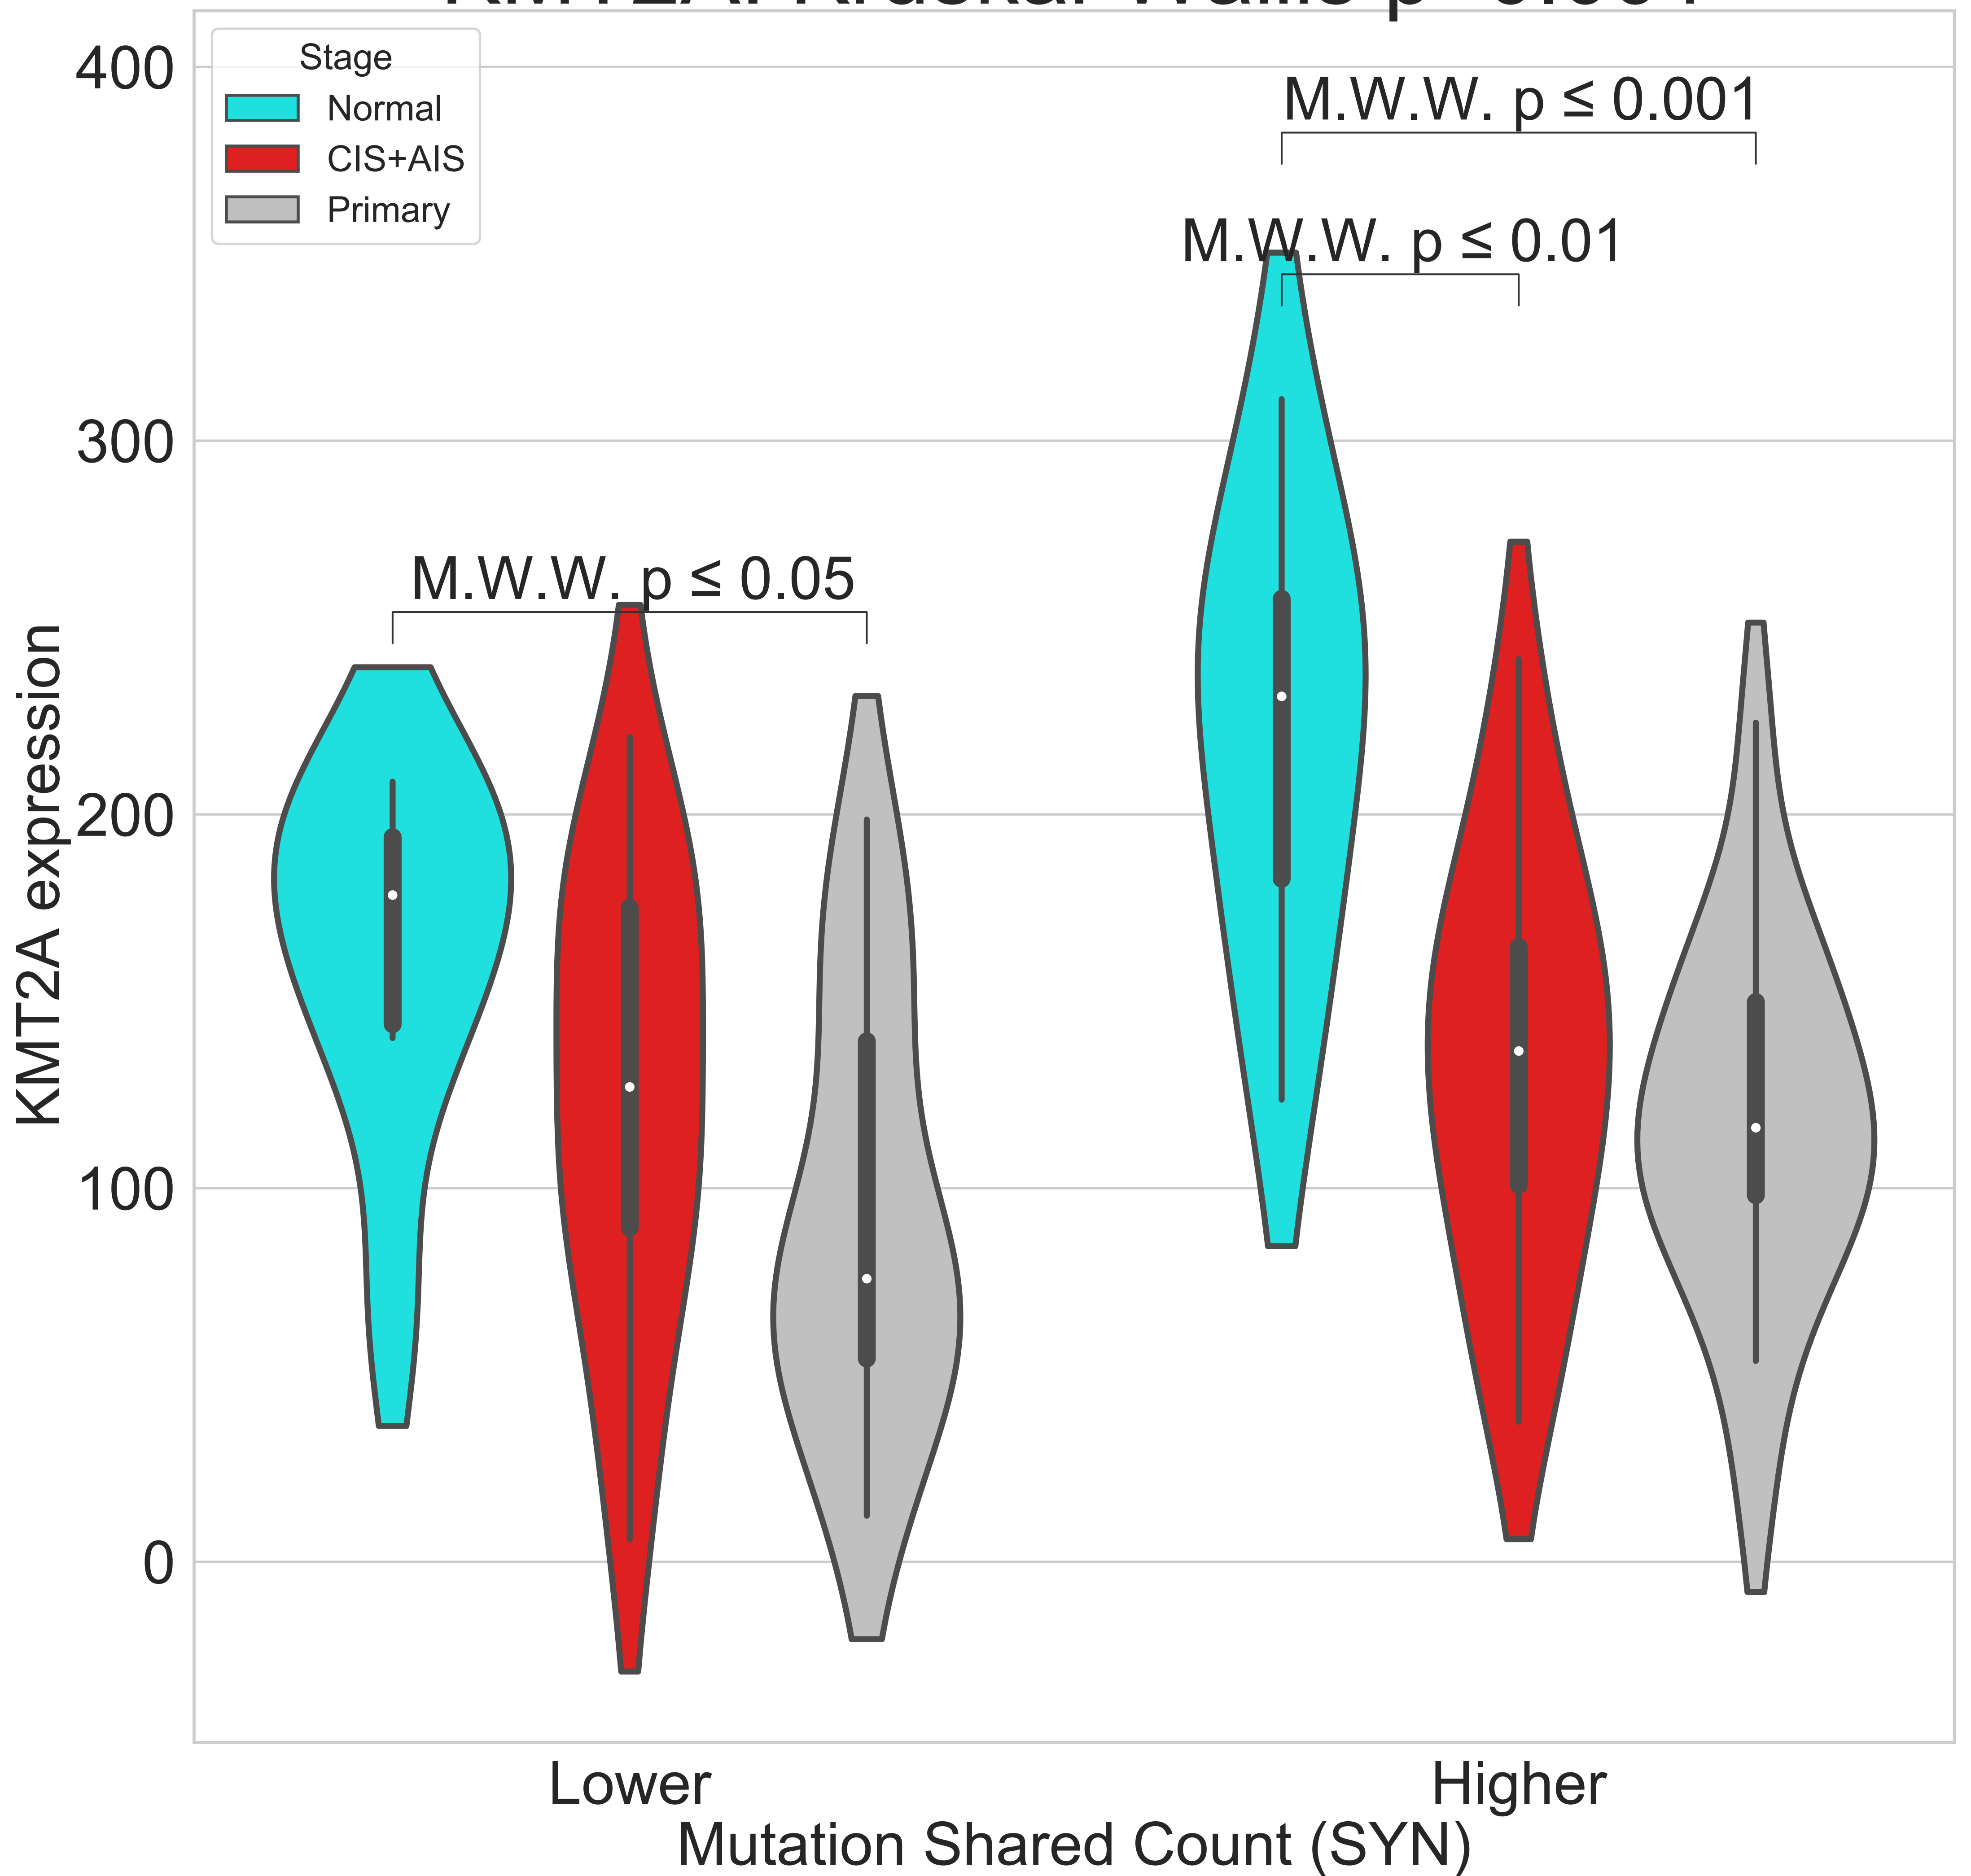 Stage
Normal
CIS+AIS
Primary
M.W.W. p ≤ 0.001
M.W.W. p ≤ 0.01
M.W.W. p ≤ 0.05
KMT2A expression
400
300
200
100
0
Lower
Higher
Mutation Shared Count (SYN)